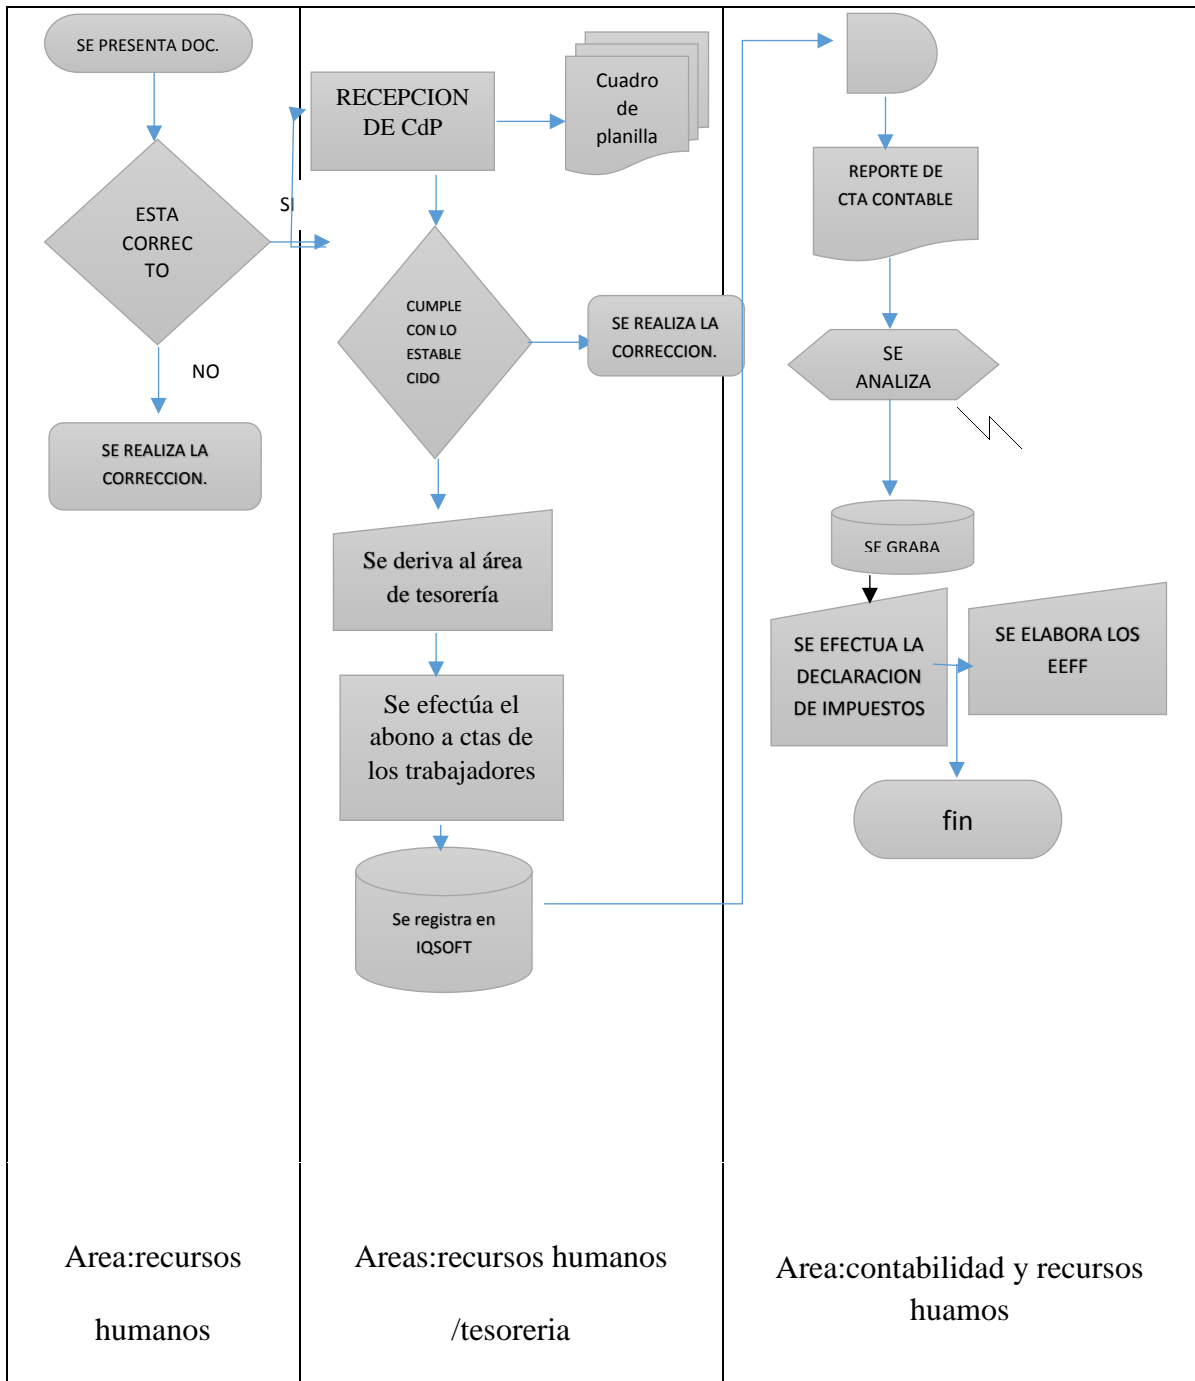 SE PRESENTA DOC.
ESTA
CORREC
TO
SI
NO
SE REALIZA LA
CORRECCION.
RECEPCION
DE CdP
Cuadro
de
planilla
CUMPLE
CON LO
ESTABLE
CIDO
SE REALIZA LA
CORRECCION.
Se deriva al área
de tesorería
Se efectúa el
abono a ctas de
los trabajadores
Se registra en
IQSOFT
REPORTE DE
CTA CONTABLE
SE
ANALIZA
SE GRABA
SE EFECTUA LA
DECLARACION
DE IMPUESTOS
SE ELABORA LOS
EEFF
fin
Area:recursos
humanos
Areas:recursos humanos
/tesoreria
Area:contabilidad y recursos
huamos